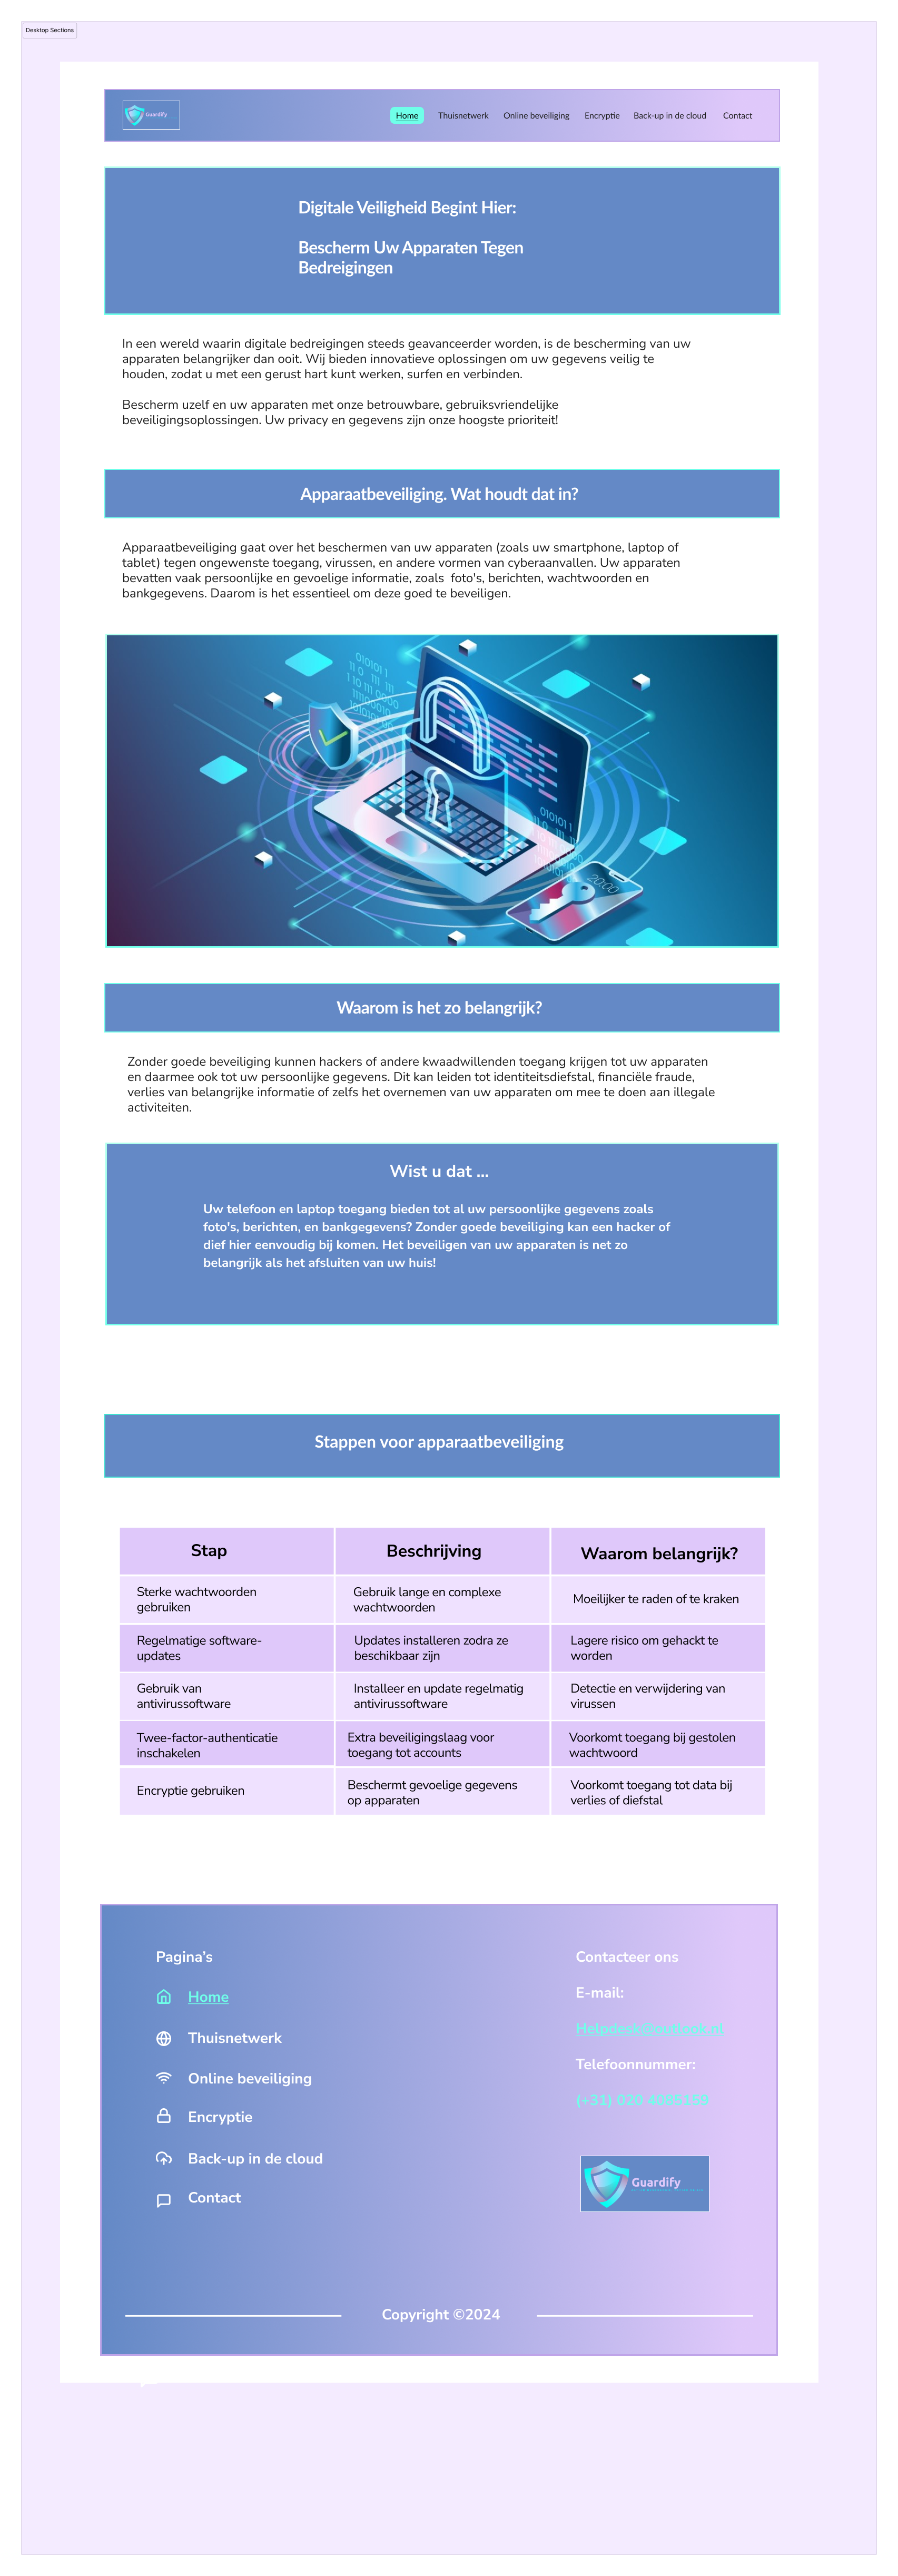 Desktop Sections
Guardify
Home
Thuisnetwerk
Online beveiliging
Encryptie
Back-up in de cloud
Contact
Digitale Veiligheid Begint Hier:
Bescherm Uw Apparaten Tegen
Bedreigingen
In een wereld waarin digitale bedreigingen steeds geavanceerder worden, is de bescherming van uw
apparaten belangrijker dan ooit. Wij bieden innovatieve oplossingen om uw gegevens veilig te
houden, zodat u met een gerust hart kunt werken, surfen en verbinden.
Bescherm uzelf en uw apparaten met onze betrouwbare, gebruiksvriendelijke
beveiligingsoplossingen. Uw privacy en gegevens zijn onze hoogste prioriteit!
Apparaatbeveiliging. Wat houdt dat in?
Apparaatbeveiliging gaat over het beschermen van uw apparaten (zoals uw smartphone, laptop of
tablet) tegen ongewenste toegang, virussen, en andere vormen van cyberaanvallen. Uw apparaten
bevatten vaak persoonlijke en gevoelige informatie, zoals  foto's, berichten, wachtwoorden en
bankgegevens. Daarom is het essentieel om deze goed te beveiligen.
20:00
Waarom is het zo belangrijk?
Zonder goede beveiliging kunnen hackers of andere kwaadwillenden toegang krijgen tot uw apparaten
en daarmee ook tot uw persoonlijke gegevens. Dit kan leiden tot identiteitsdiefstal, financiële fraude,
verlies van belangrijke informatie of zelfs het overnemen van uw apparaten om mee te doen aan illegale
activiteiten.
Wist u dat ...
Uw telefoon en laptop toegang bieden tot al uw persoonlijke gegevens zoals
foto's, berichten, en bankgegevens? Zonder goede beveiliging kan een hacker of
dief hier eenvoudig bij komen. Het beveiligen van uw apparaten is net zo
belangrijk als het afsluiten van uw huis!
Stappen voor apparaatbeveiliging
Stap
Beschrijving
Waarom belangrijk?
Sterke wachtwoorden
gebruiken
Gebruik lange en complexe
wachtwoorden
Moeilijker te raden of te kraken
Regelmatige software-
updates
Updates installeren zodra ze
beschikbaar zijn
Lagere risico om gehackt te
worden
Gebruik van
antivirussoftware
Installeer en update regelmatig
antivirussoftware
Detectie en verwijdering van
virussen
Twee-factor-authenticatie
inschakelen
Extra beveiligingslaag voor
toegang tot accounts
Voorkomt toegang bij gestolen
wachtwoord
Encryptie gebruiken
Beschermt gevoelige gegevens
op apparaten
Voorkomt toegang tot data bij
verlies of diefstal
Pagina's
Home
Thuisnetwerk
Online beveiliging
Encryptie
Back-up in de cloud
Contact
Contacteer ons
E-mail:
Helpdesk@outlook.nl
Telefoonnummer:
(+31) 020 4085159
Guardify
Copyright ©2024